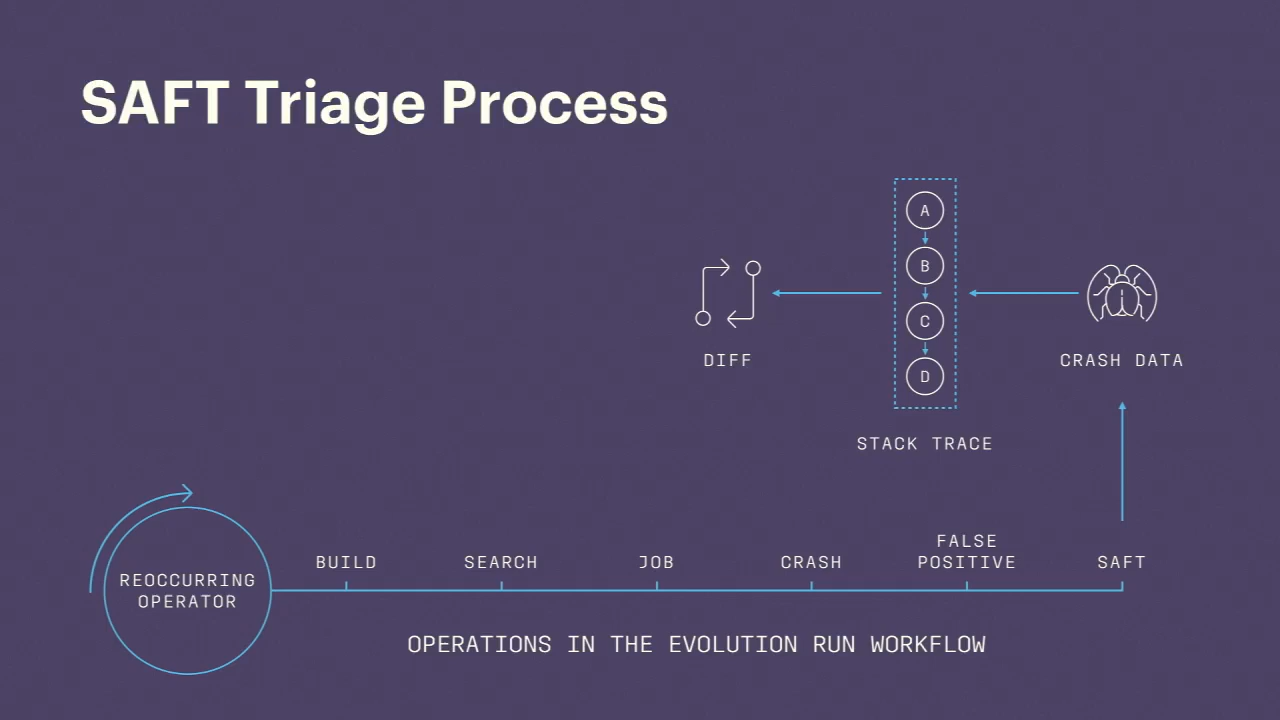 SAFT Triage Process
A
B
C
D
DIFF
CRASH DATA
STACK TRACE
REOCCURRING
OPERATOR
BUILD
SEARCH
JOB
CRASH
FALSE
POSITIVE
SAFT
OPERATIONS IN THE EVOLUTION RUN WORKFLOW